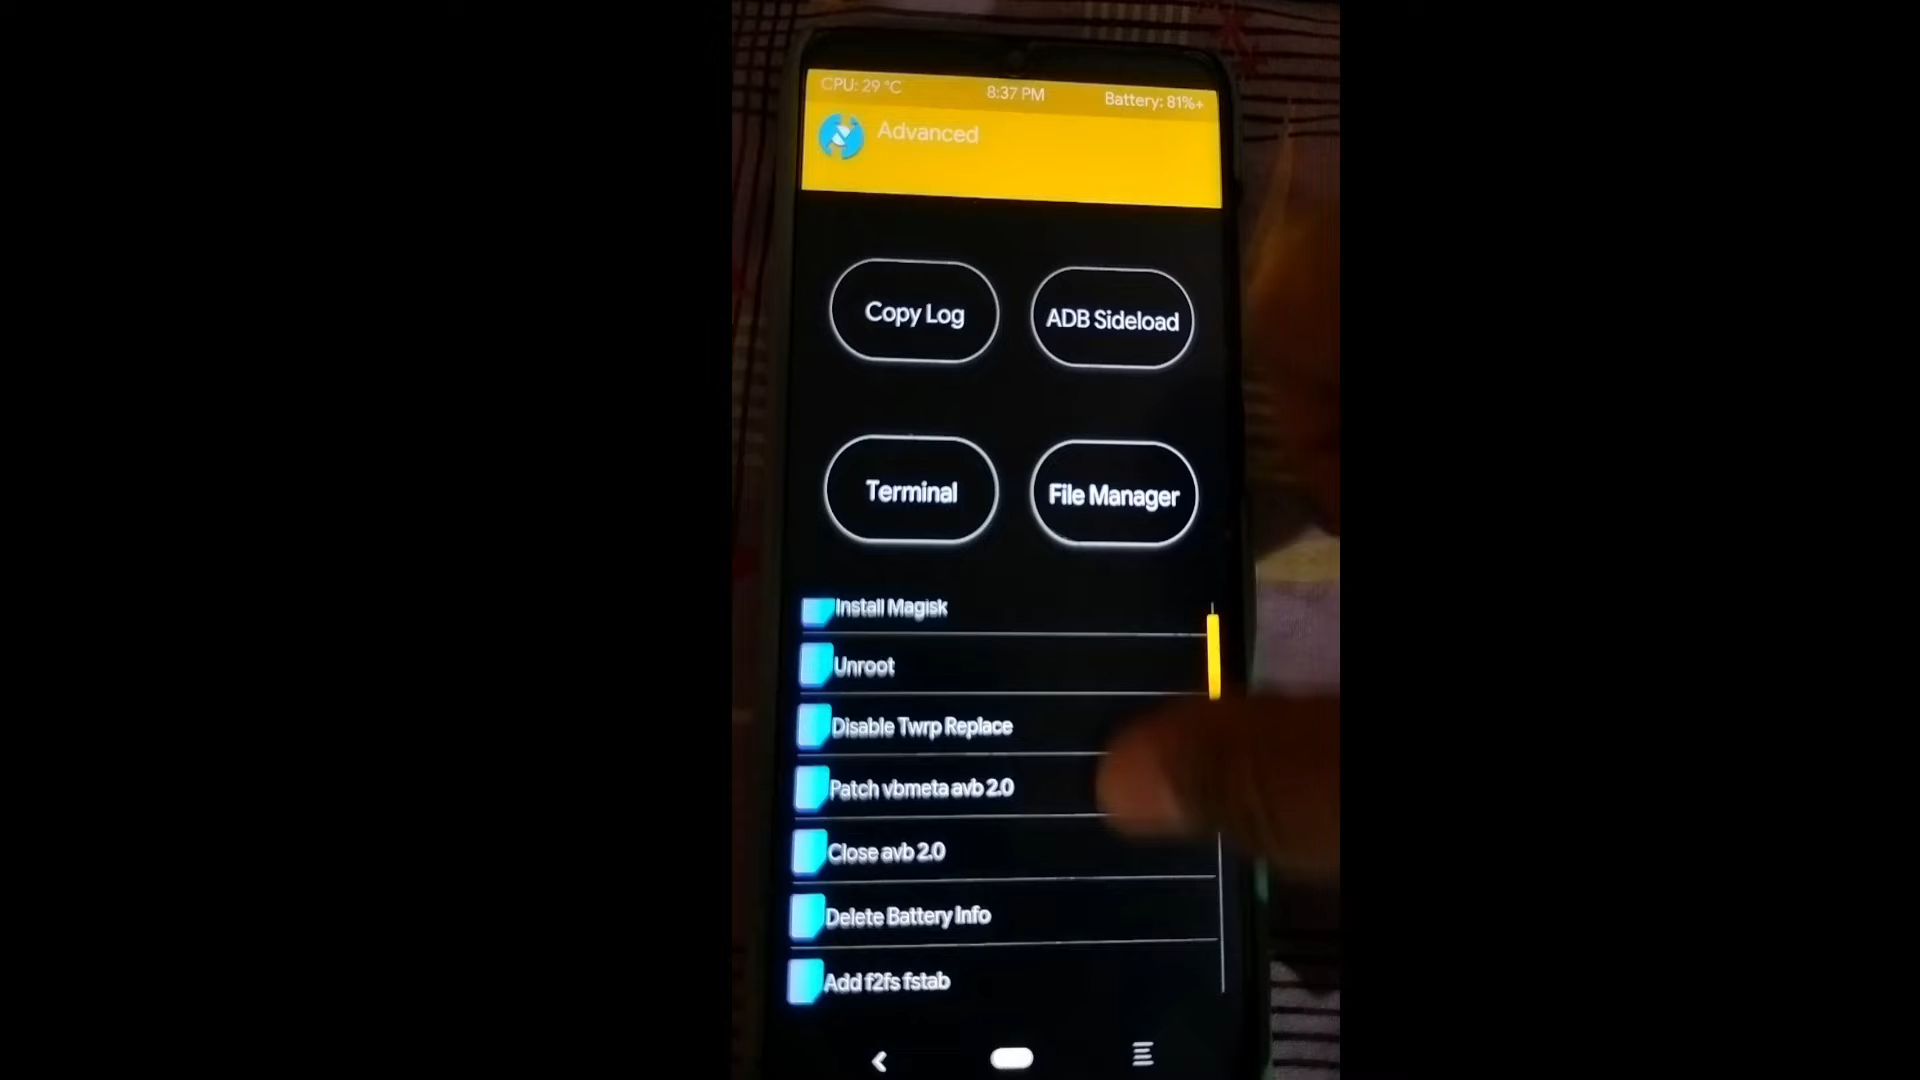 CPU: 29 °C 8:37 PM Battery: 81%+
Advanced
Copy Log ADB Sideload
Terminal File Manager
Install Magisk
Unroot
Disable Twrp Replace
Patch vbmeta avb 2.0
Close avb 2.0
Delete Battery Info
Add f2fs fstab